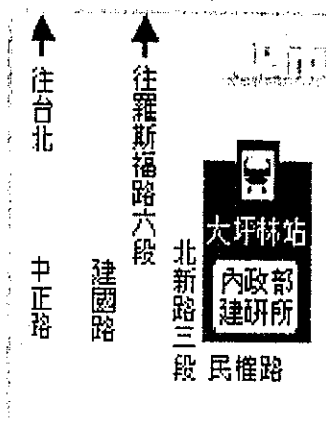 往台北
往羅斯福路六段
大坪林站
內政部
建研所
中正路
建國路
北新路三段
民權路